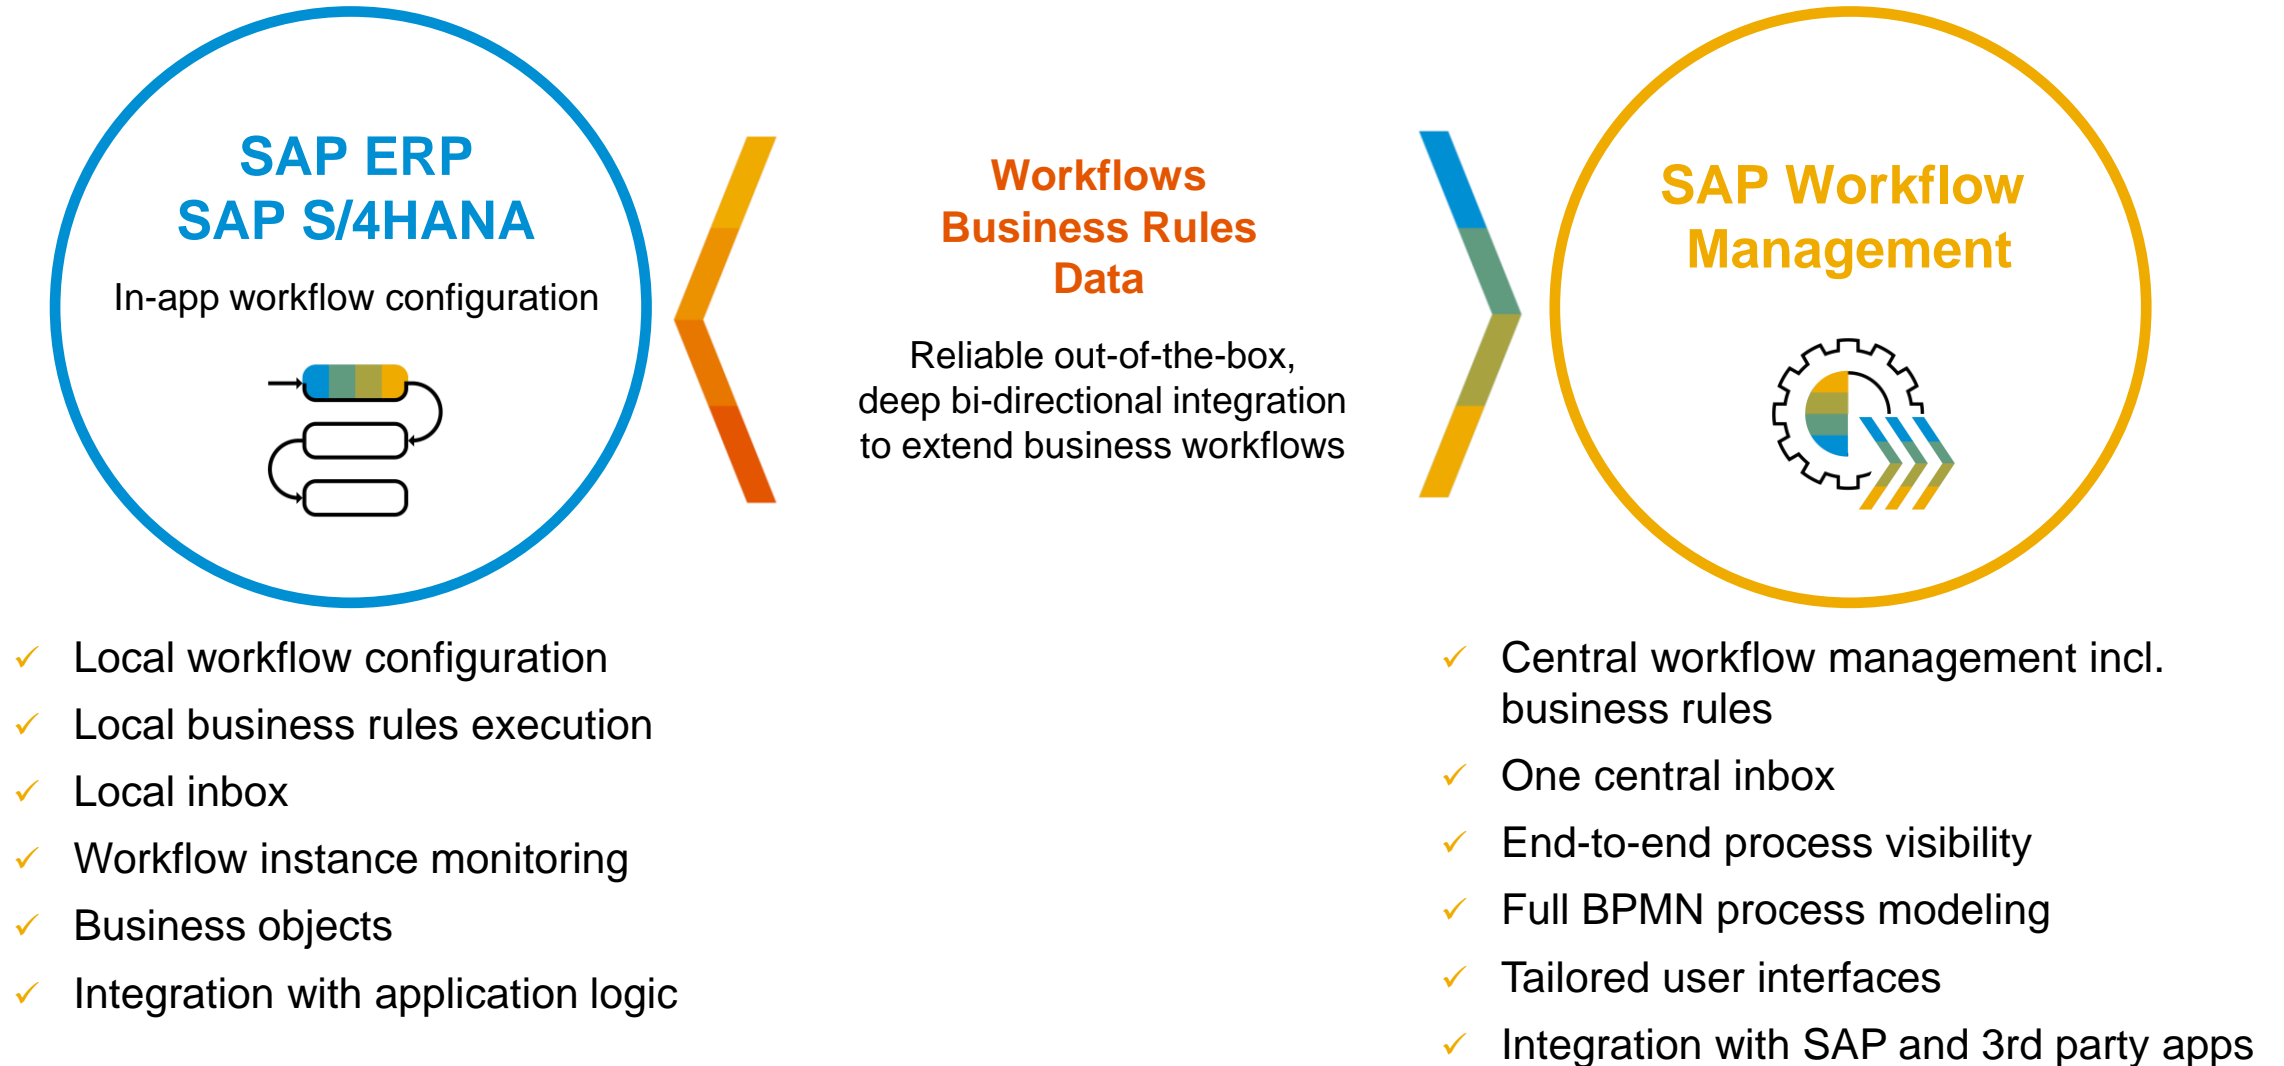 SAP ERP
SAP S/4HANA
In-app workflow configuration
Workflows
Business Rules
Data
Reliable out-of-the-box,
deep bi-directional integration
to extend business workflows
SAP Workflow
Management
Local workflow configuration
Local business rules execution
Local inbox
Workflow instance monitoring
Business objects
Integration with application logic
Central workflow management incl.
business rules
One central inbox
End-to-end process visibility
Full BPMN process modeling
Tailored user interfaces
Integration with SAP and 3rd party apps